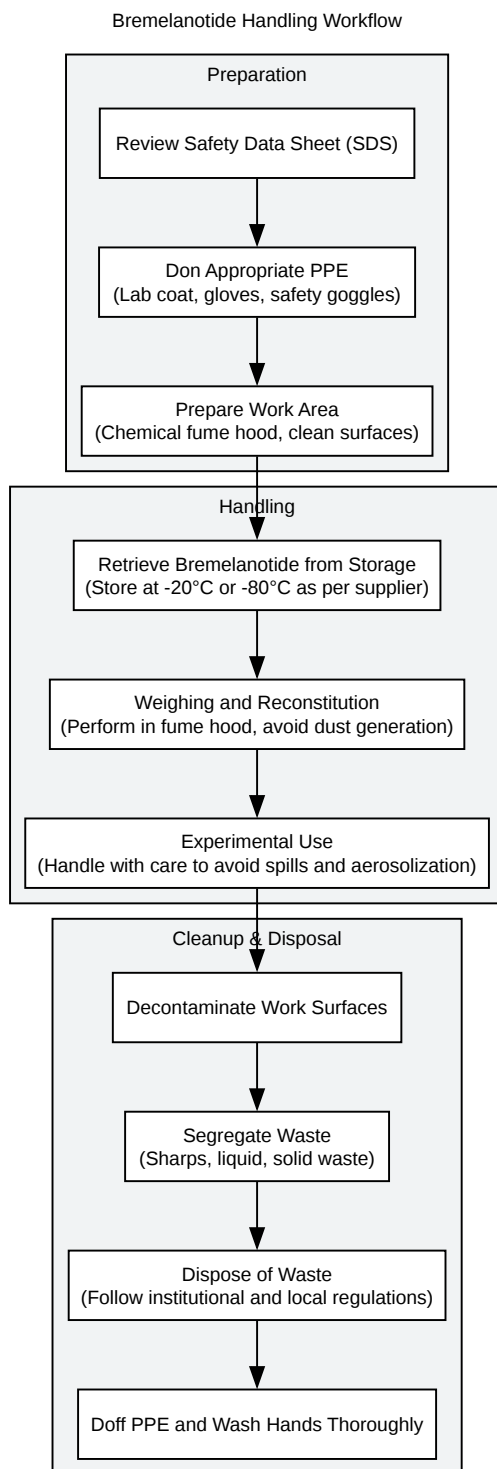 Bremelanotide Handling Workflow
Preparation
Review Safety Data Sheet (SDS)
Don Appropriate PPE
(Lab coat, gloves, safety goggles)
Prepare Work Area
(Chemical fume hood, clean surfaces)
Handling
Retrieve Bremelanotide from Storage
(Store at -20°C or -80°C as per supplier)
Weighing and Reconstitution
(Perform in fume hood, avoid dust generation)
Experimental Use
(Handle with care to avoid spills and aerosolization)
Cleanup & Disposal
Decontaminate Work Surfaces
Segregate Waste
(Sharps, liquid, solid waste)
Dispose of Waste
(Follow institutional and local regulations)
Doff PPE and Wash Hands Thoroughly